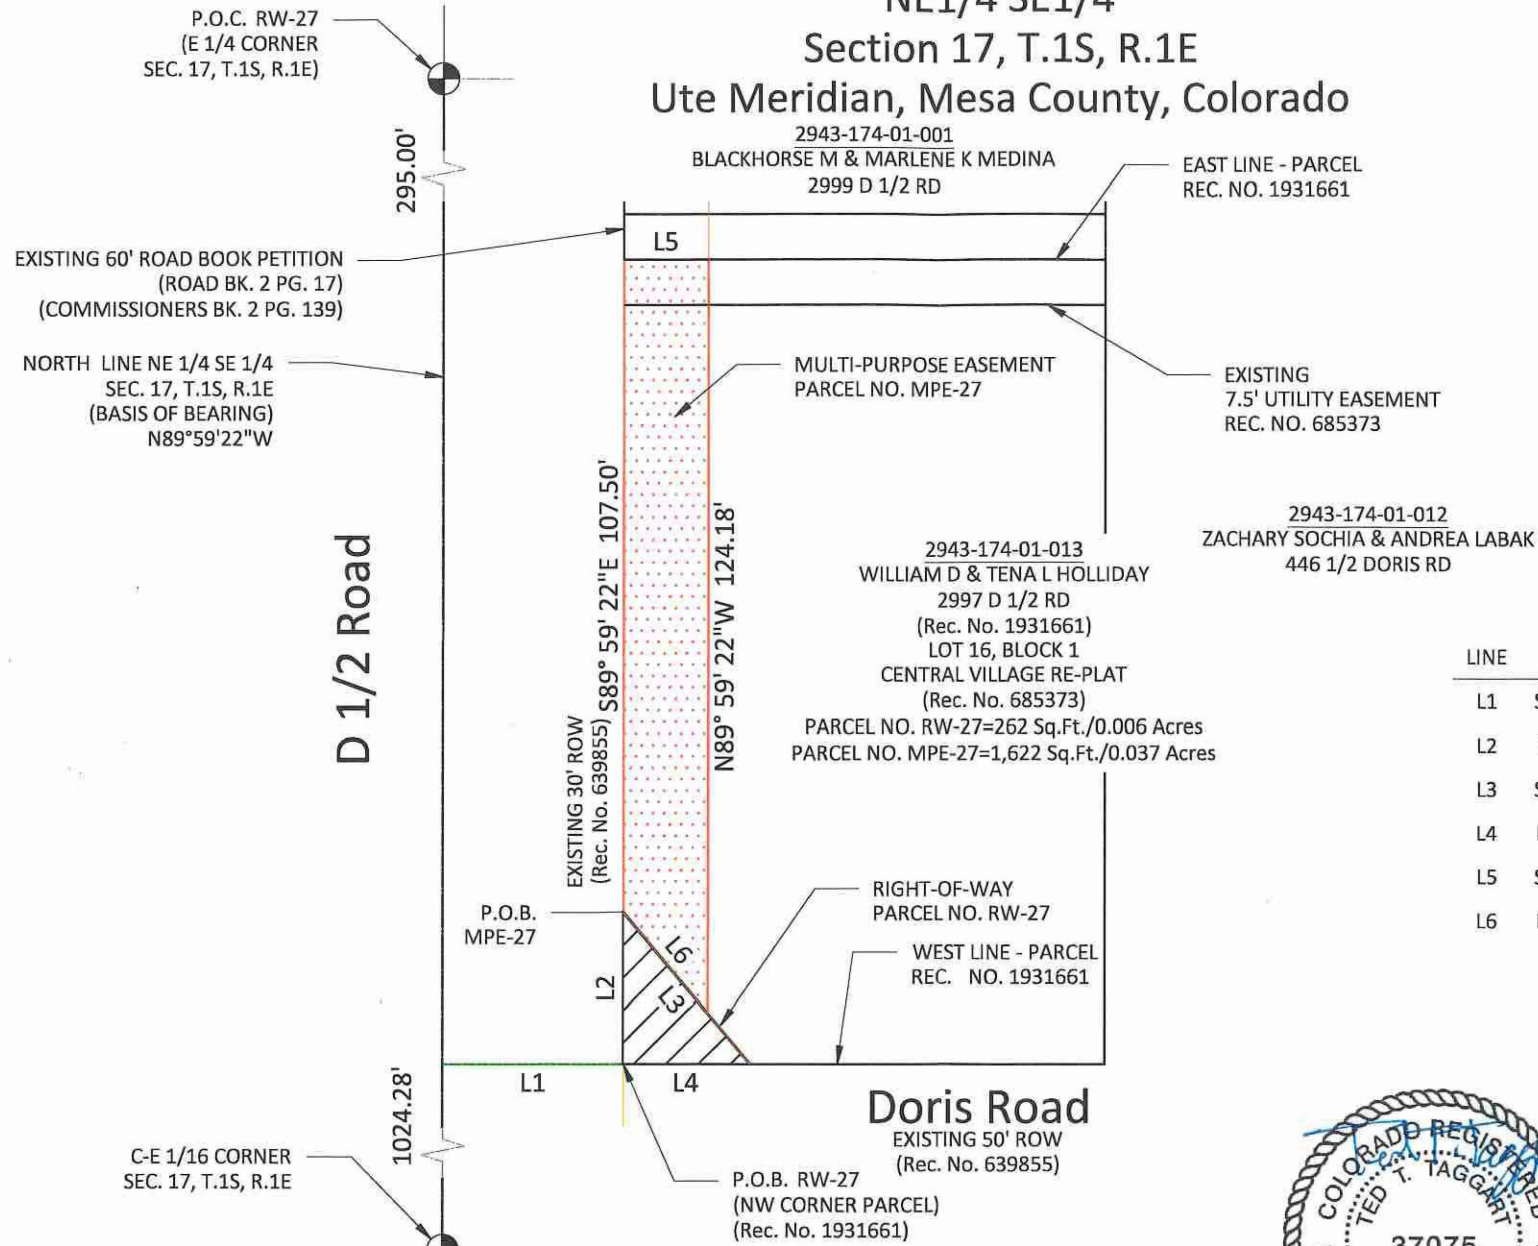 NE1/4 SE1/4
Section 17, T.1S, R.1E
Ute Meridian, Mesa County, Colorado
P.O.C. RW-27
(E 1/4 CORNER
SEC. 17, T.1S, R.1E)
295.00'
2943-174-01-001
BLACKHORSE M & MARLENE K MEDINA
2999 D 1/2 RD
EAST LINE - PARCEL
REC. NO. 1931661
EXISTING 60' ROAD BOOK PETITION
(ROAD BK. 2 PG. 17)
(COMMISSIONERS BK. 2 PG. 139)
L5
NORTH LINE NE 1/4 SE 1/4
SEC. 17, T.1S, R.1E
(BASIS OF BEARING)
N89°59'22"W
MULTI-PURPOSE EASEMENT
PARCEL NO. MPE-27
EXISTING
7.5' UTILITY EASEMENT
REC. NO. 685373
D 1/2 Road
EXISTING 30' ROW
(Rec. No. 639855)
S89° 59' 22"E 107.50'
N89° 59' 22"W 124.18'
2943-174-01-013
WILLIAM D & TENA L HOLLIDAY
2997 D 1/2 RD
(Rec. No. 1931661)
LOT 16, BLOCK 1
CENTRAL VILLAGE RE-PLAT
(Rec. No. 685373)
PARCEL NO. RW-27=262 Sq.Ft./0.006 Acres
PARCEL NO. MPE-27=1,622 Sq.Ft./0.037 Acres
2943-174-01-012
ZACHARY SOCHIA & ANDREA LABAK
446 1/2 DORIS RD
LINE
L1 S
L2
L3 S
L4
L5 S
L6
P.O.B.
MPE-27
RIGHT-OF-WAY
PARCEL NO. RW-27
WEST LINE - PARCEL
REC. NO. 1931661
L2
L6
L3
L1
L4
1024.28'
Doris Road
EXISTING 50' ROW
(Rec. No. 639855)
C-E 1/16 CORNER
SEC. 17, T.1S, R.1E
P.O.B. RW-27
(NW CORNER PARCEL)
(Rec. No. 1931661)
COLORADO REGISTERED
TED T. TAGGART
37075